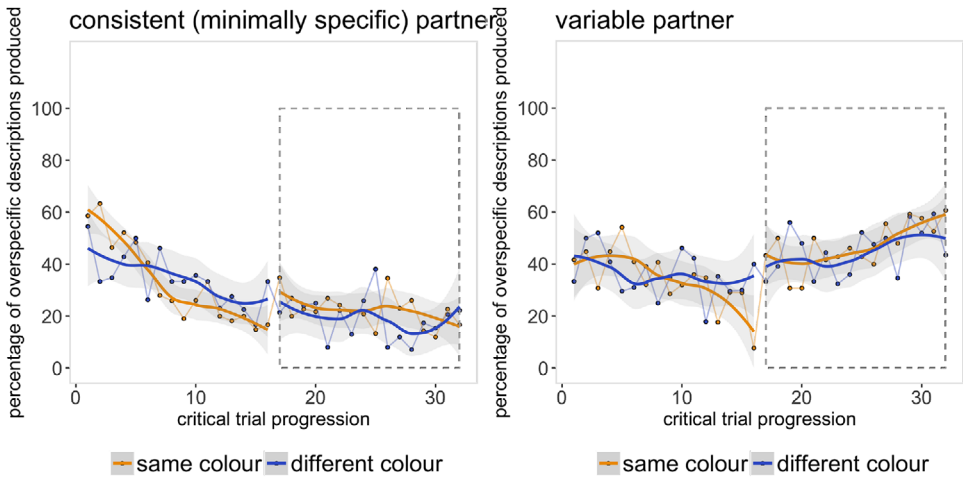 consistent (minimally specific) partner
percentage of overspecific descriptions produced
100
80
60
40
20
0
0 10 20 30
critical trial progression
same colour different colour
variable partner
percentage of overspecific descriptions produced
100
80
60
40
20
0
0 10 20 30
critical trial progression
same colour different colour